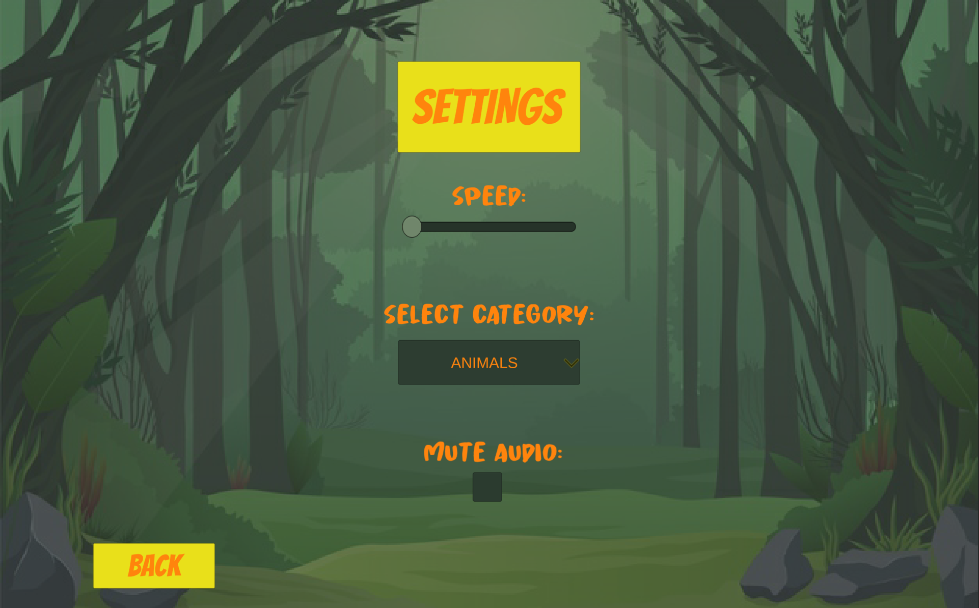 SETTINGS
SPEED:
SELECT CATEGORY:
ANIMALS
MUTE AUDIO:
BACK